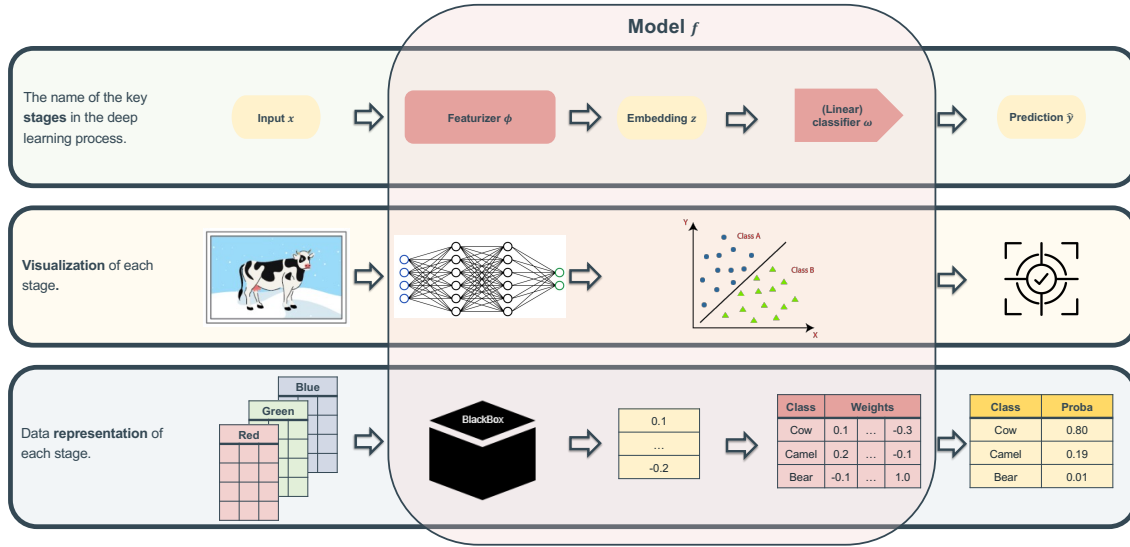 Model f
The name of the key
stages in the deep
learning process.
Input x
Featurizer ϕ
Embedding z
(Linear)
classifier ω
Prediction ŷ
Visualization of each
stage.
Y
Class A
Class B
X
Data representation of
each stage.
Blue
Green
Red
BlackBox
0.1
...
-0.2
Class Weights
Cow 0.1 ... -0.3
Camel 0.2 ... -0.1
Bear -0.1 ... 1.0
Class Proba
Cow 0.80
Camel 0.19
Bear 0.01